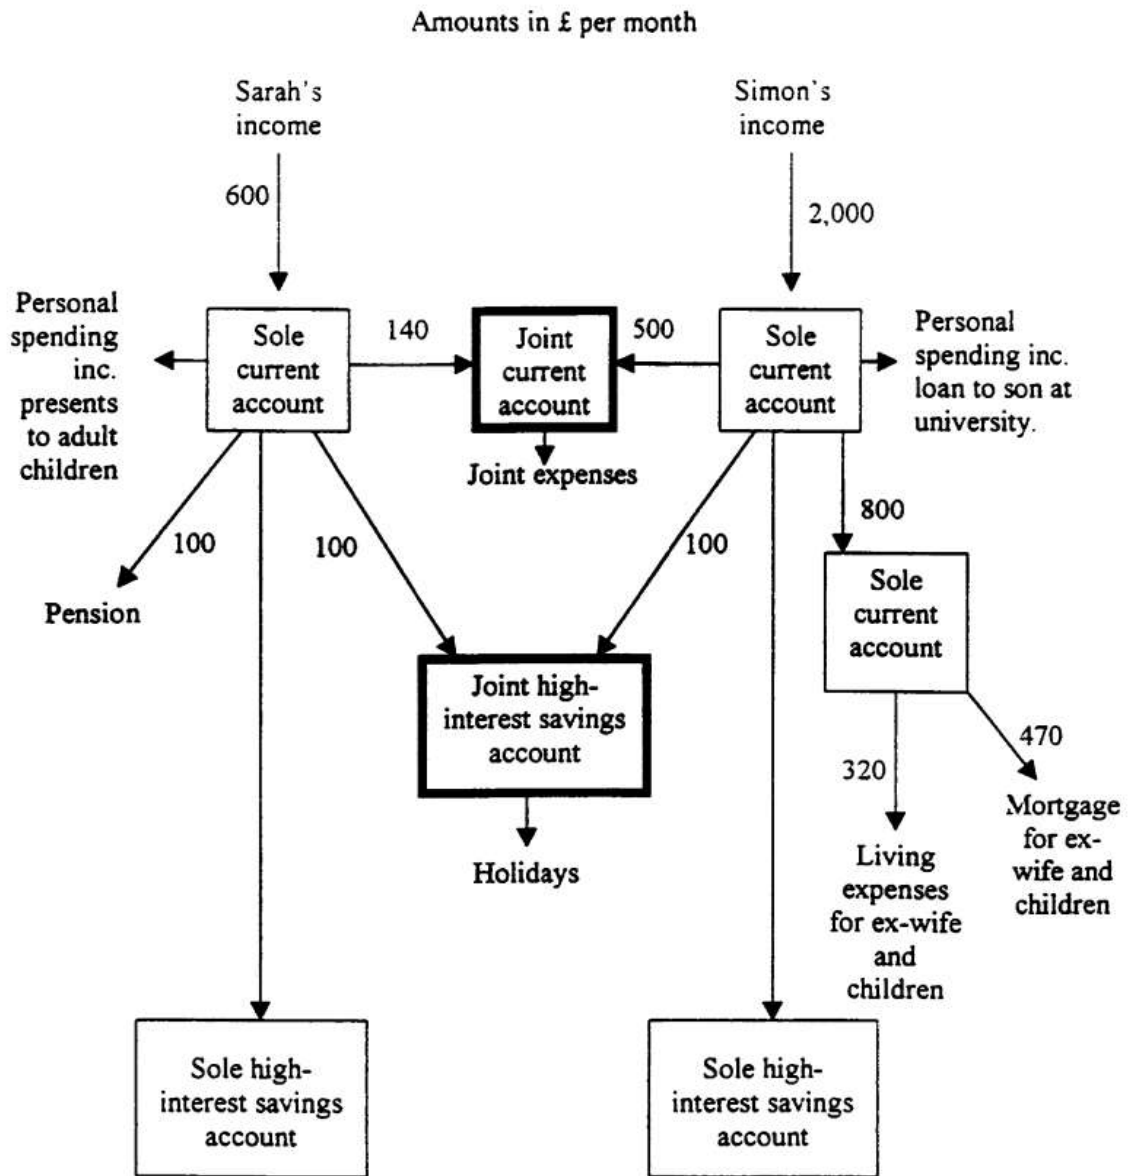 Amounts in £ per month
Sarah's
income
Simon's
income
600
2,000
Personal
spending
inc.
presents
to adult
children
Sole
current
account
140
Joint
current
account
500
Sole
current
account
Personal
spending inc.
loan to son at
university.
Joint expenses
100
100
100
800
Pension
Sole
current
account
Joint high-
interest savings
account
320
470
Holidays
Living
expenses
for ex-wife
and
children
Mortgage
for ex-
wife and
children
Sole high-
interest savings
account
Sole high-
interest savings
account